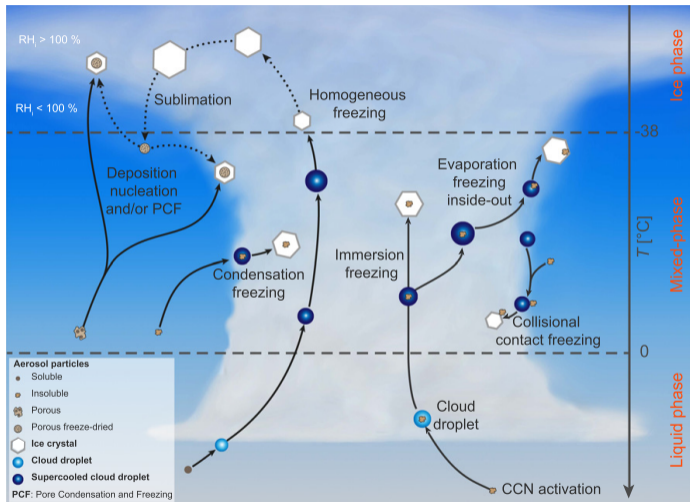 RHi > 100 %
RHi < 100 %
Sublimation
Homogeneous
freezing
Deposition
nucleation
and/or PCF
Condensation
freezing
Immersion
freezing
Evaporation
freezing
inside-out
Collisional
contact freezing
Cloud
droplet
CCN activation
-38
0
T [°C]
Ice phase
Mixed-phase
Liquid phase
Aerosol particles
Soluble
Insoluble
Porous
Porous freeze-dried
Ice crystal
Cloud droplet
Supercooled cloud droplet
PCF: Pore Condensation and Freezing